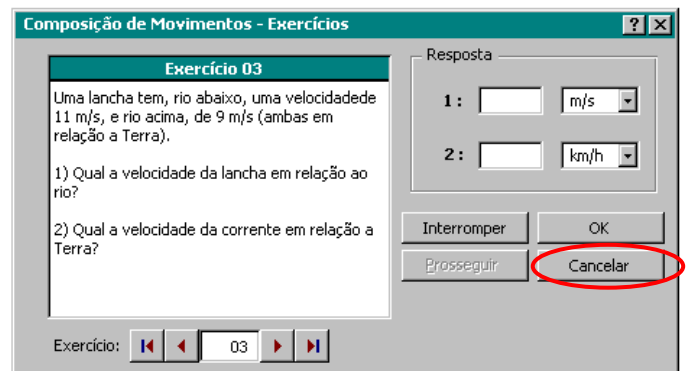 Composição de Movimentos - Exercícios
Exercício 03
Uma lancha tem, rio abaixo, uma velocidadede
11 m/s, e rio acima, de 9 m/s (ambas em
relação a Terra).
1) Qual a velocidade da lancha em relação ao
rio?
2) Qual a velocidade da corrente em relação a
Terra?
Resposta
1 : m/s
2 : km/h
Interromper OK
Prosseguir Cancelar
Exercício: 03